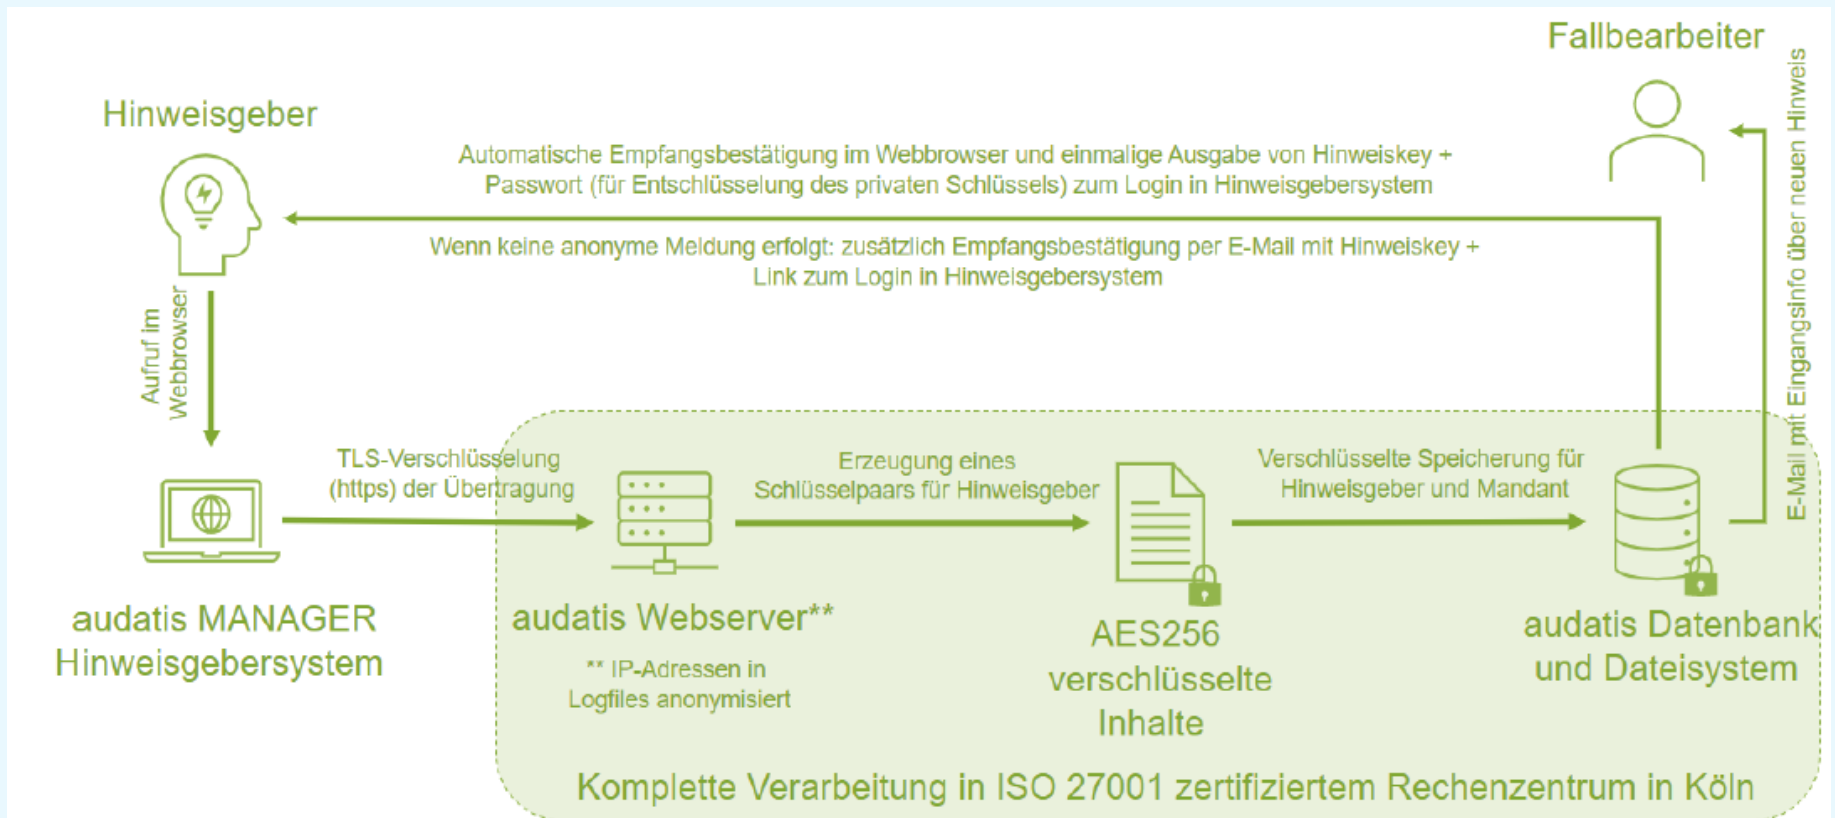 Fallbearbeiter
Hinweisgeber
Automatische Empfangsbestätigung im Webbrowser und einmalige Ausgabe von Hinweiskey +
Passwort (für Entschlüsselung des privaten Schlüssels) zum Login in Hinweisgebersystem
Wenn keine anonyme Meldung erfolgt: zusätzlich Empfangsbestätigung per E-Mail mit Hinweiskey +
Link zum Login in Hinweisgebersystem
E-Mail mit Eingangsinfo über neuen Hinweis
Aufruf im
Webbrowser
TLS-Verschlüsselung
(https) der Übertragung
Erzeugung eines
Schlüsselpaars für Hinweisgeber
Verschlüsselte Speicherung für
Hinweisgeber und Mandant
audatis MANAGER
Hinweisgebersystem
audatis Webserver**
** IP-Adressen in
Logfiles anonymisiert
AES256
verschlüsselte
Inhalte
audatis Datenbank
und Dateisystem
Komplette Verarbeitung in ISO 27001 zertifiziertem Rechenzentrum in Köln